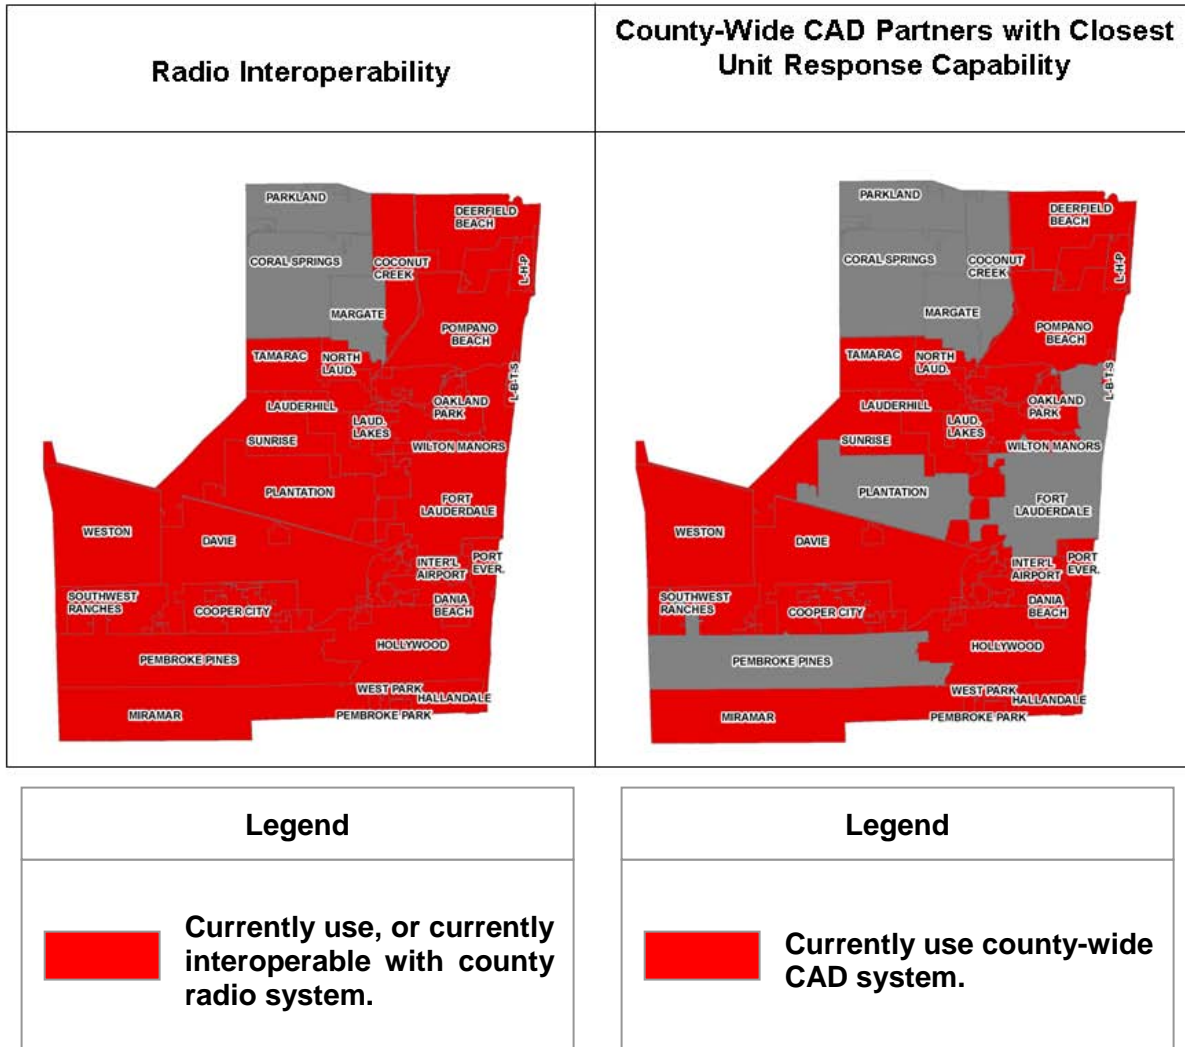 Radio Interoperability
County-Wide CAD Partners with Closest
Unit Response Capability
PARKLAND
DEERFIELD
BEACH
CORAL SPRINGS
COCONUT
CREEK
L-H-P
MARGATE
POMPANO
BEACH
TAMARAC
NORTH
LAUD.
L-B-T-S
LAUDERHILL
OAKLAND
PARK
LAUD.
LAKES
SUNRISE
WILTON MANORS
PLANTATION
FORT
LAUDERDALE
WESTON
DAVIE
INTER'L
AIRPORT
PORT
EVER.
SOUTHWEST
RANCHES
COOPER CITY
DANIA
BEACH
HOLLYWOOD
PEMBROKE PINES
WEST PARK
HALLANDALE
MIRAMAR
PEMBROKE PARK
PARKLAND
DEERFIELD
BEACH
CORAL SPRINGS
COCONUT
CREEK
L-H-P
MARGATE
POMPANO
BEACH
TAMARAC
NORTH
LAUD.
L-B-T-S
LAUDERHILL
OAKLAND
PARK
LAUD.
LAKES
SUNRISE
WILTON MANORS
PLANTATION
FORT
LAUDERDALE
WESTON
DAVIE
INTER'L
AIRPORT
PORT
EVER.
SOUTHWEST
RANCHES
COOPER CITY
DANIA
BEACH
HOLLYWOOD
PEMBROKE PINES
WEST PARK
HALLANDALE
MIRAMAR
PEMBROKE PARK
Legend
Currently use, or currently
interoperable with county
radio system.
Legend
Currently use county-wide
CAD system.